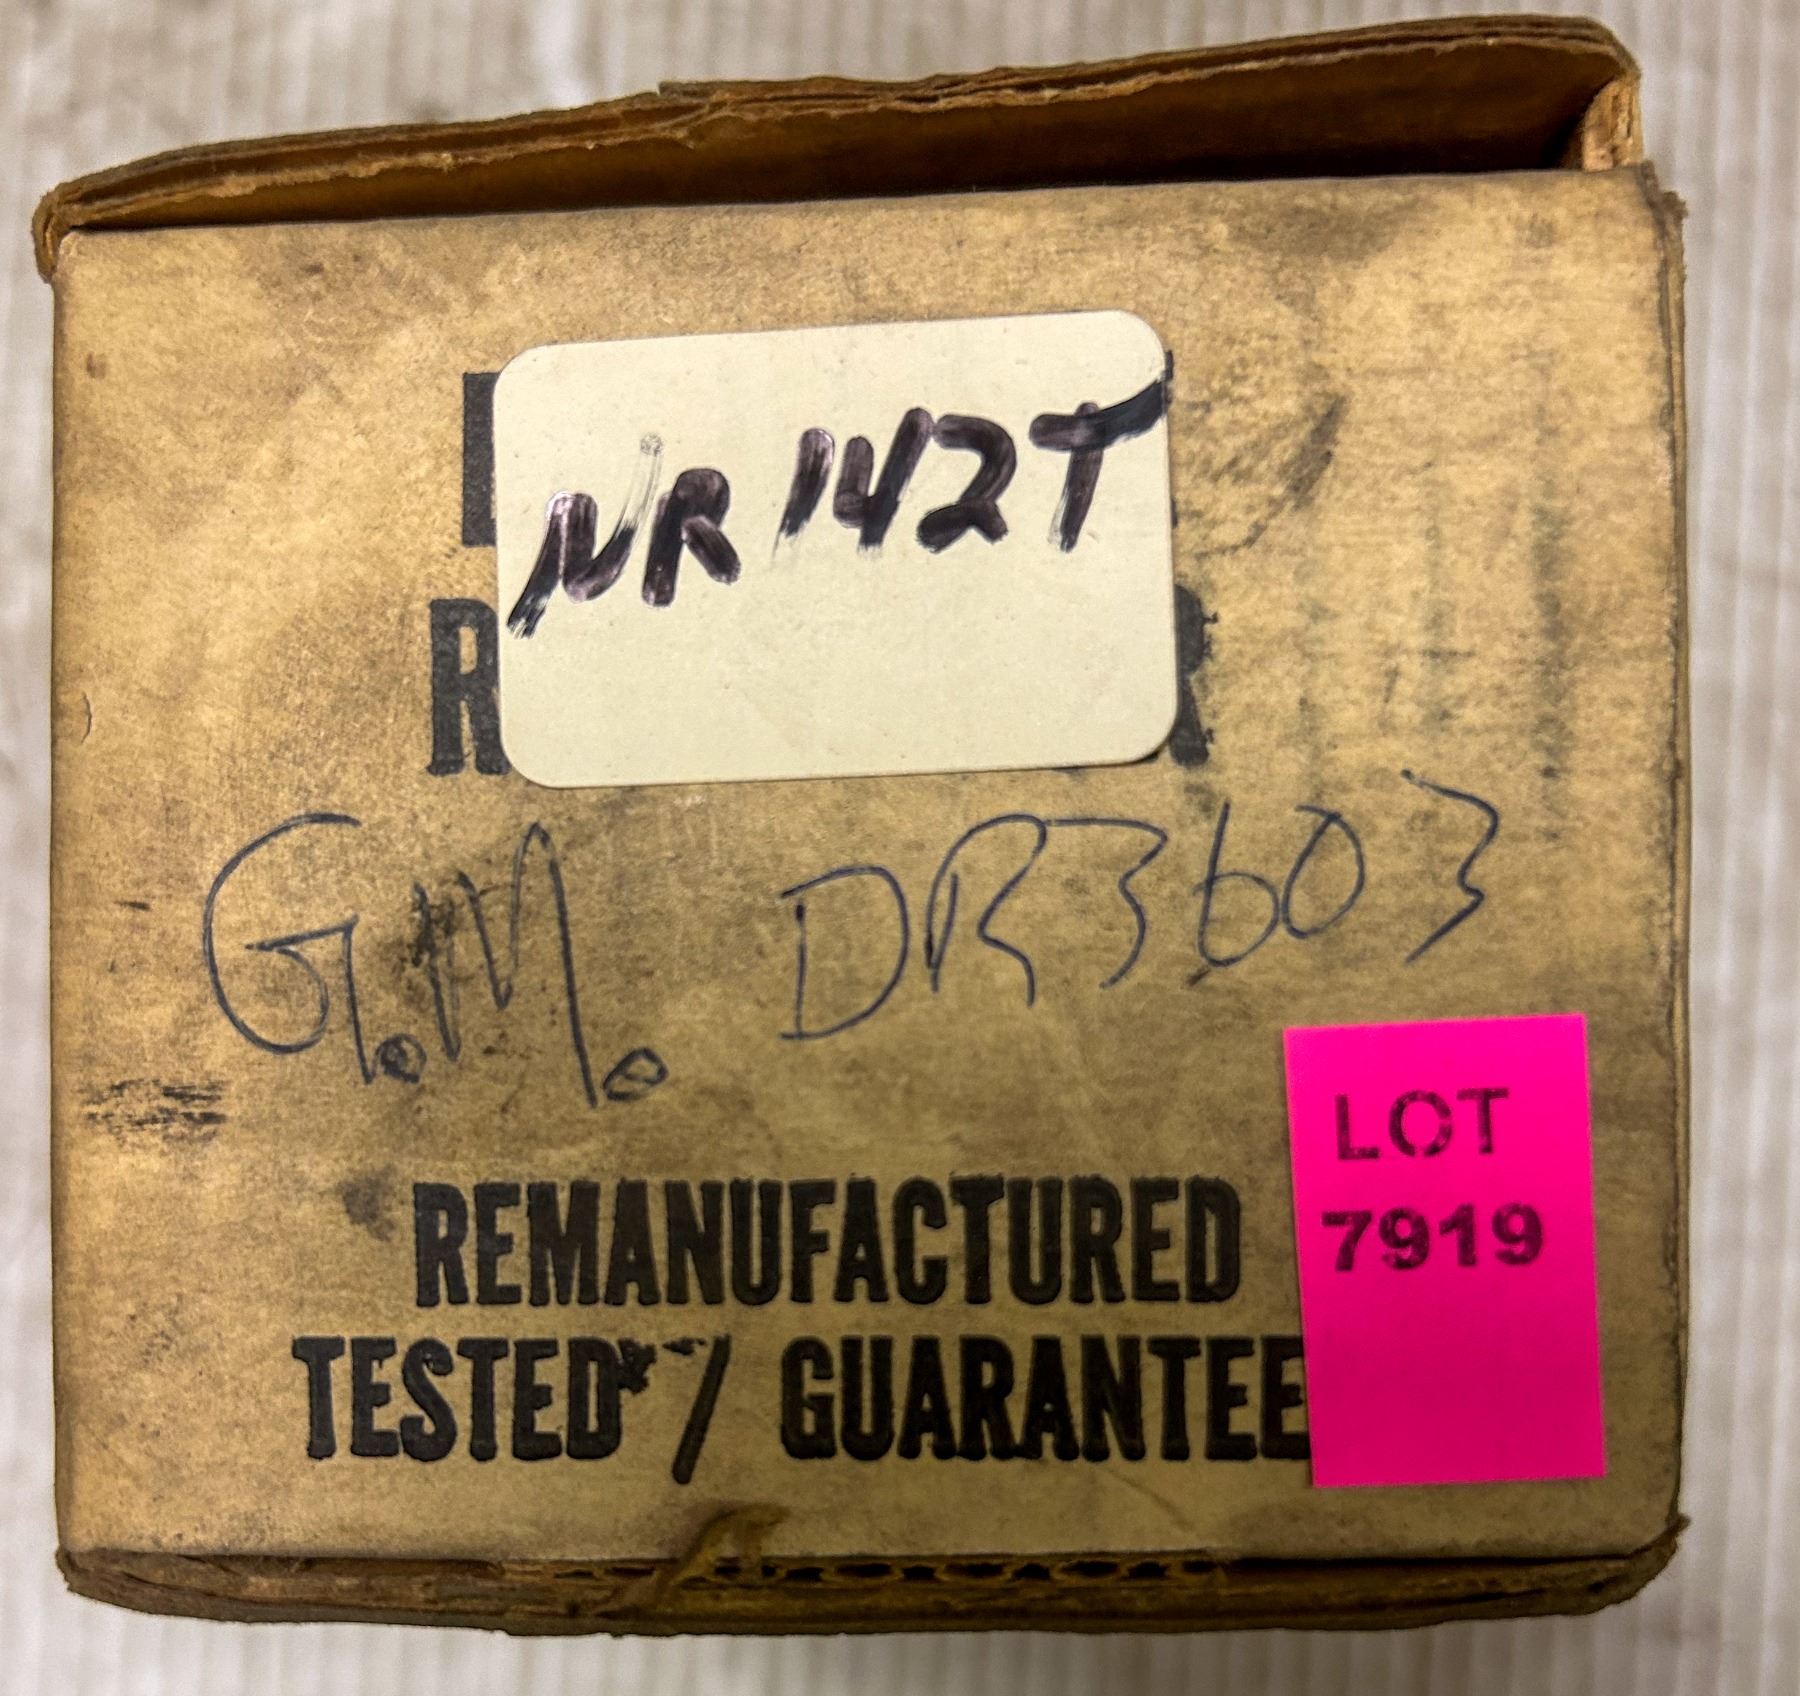 NR 142T
G.M. DR3603
LOT
7919
REMANUFACTURED
TESTED / GUARANTEE